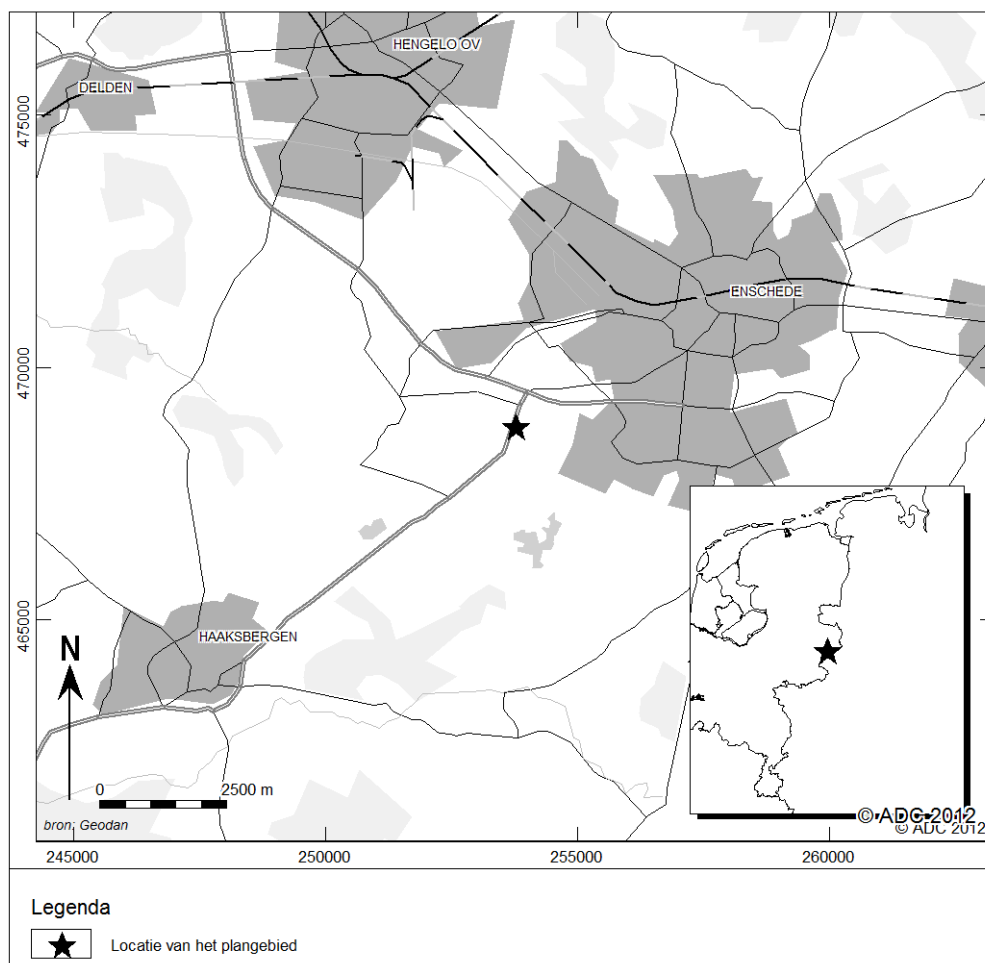 HENGELO OV
DELDEN
475000
ENSCHEDE
470000
465000
HAAKSBERGEN
N
0 2500 m
bron: Geodan
© ADC 2012
© ADC 2012
245000 250000 255000 260000
Legenda
Locatie van het plangebied